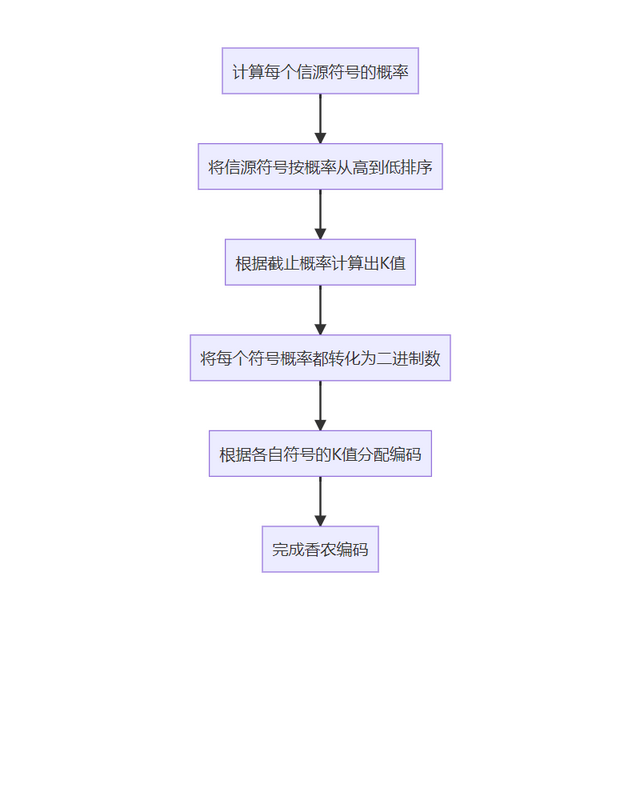 计算每个信源符号的概率
将信源符号按概率从高到低排序
根据截止概率计算出K值
将每个符号概率都转化为二进制数
根据各自符号的K值分配编码
完成香农编码